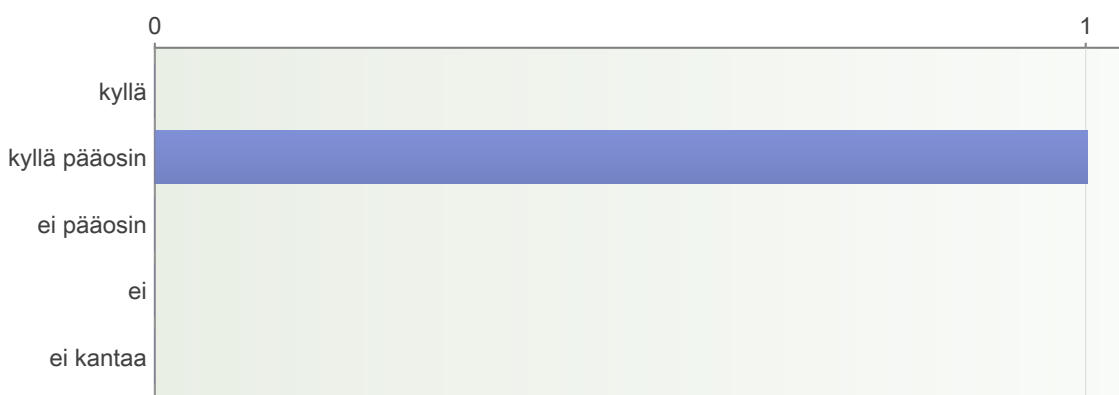 0 1
kyllä
kyllä pääosin
ei pääosin
ei
ei kantaa